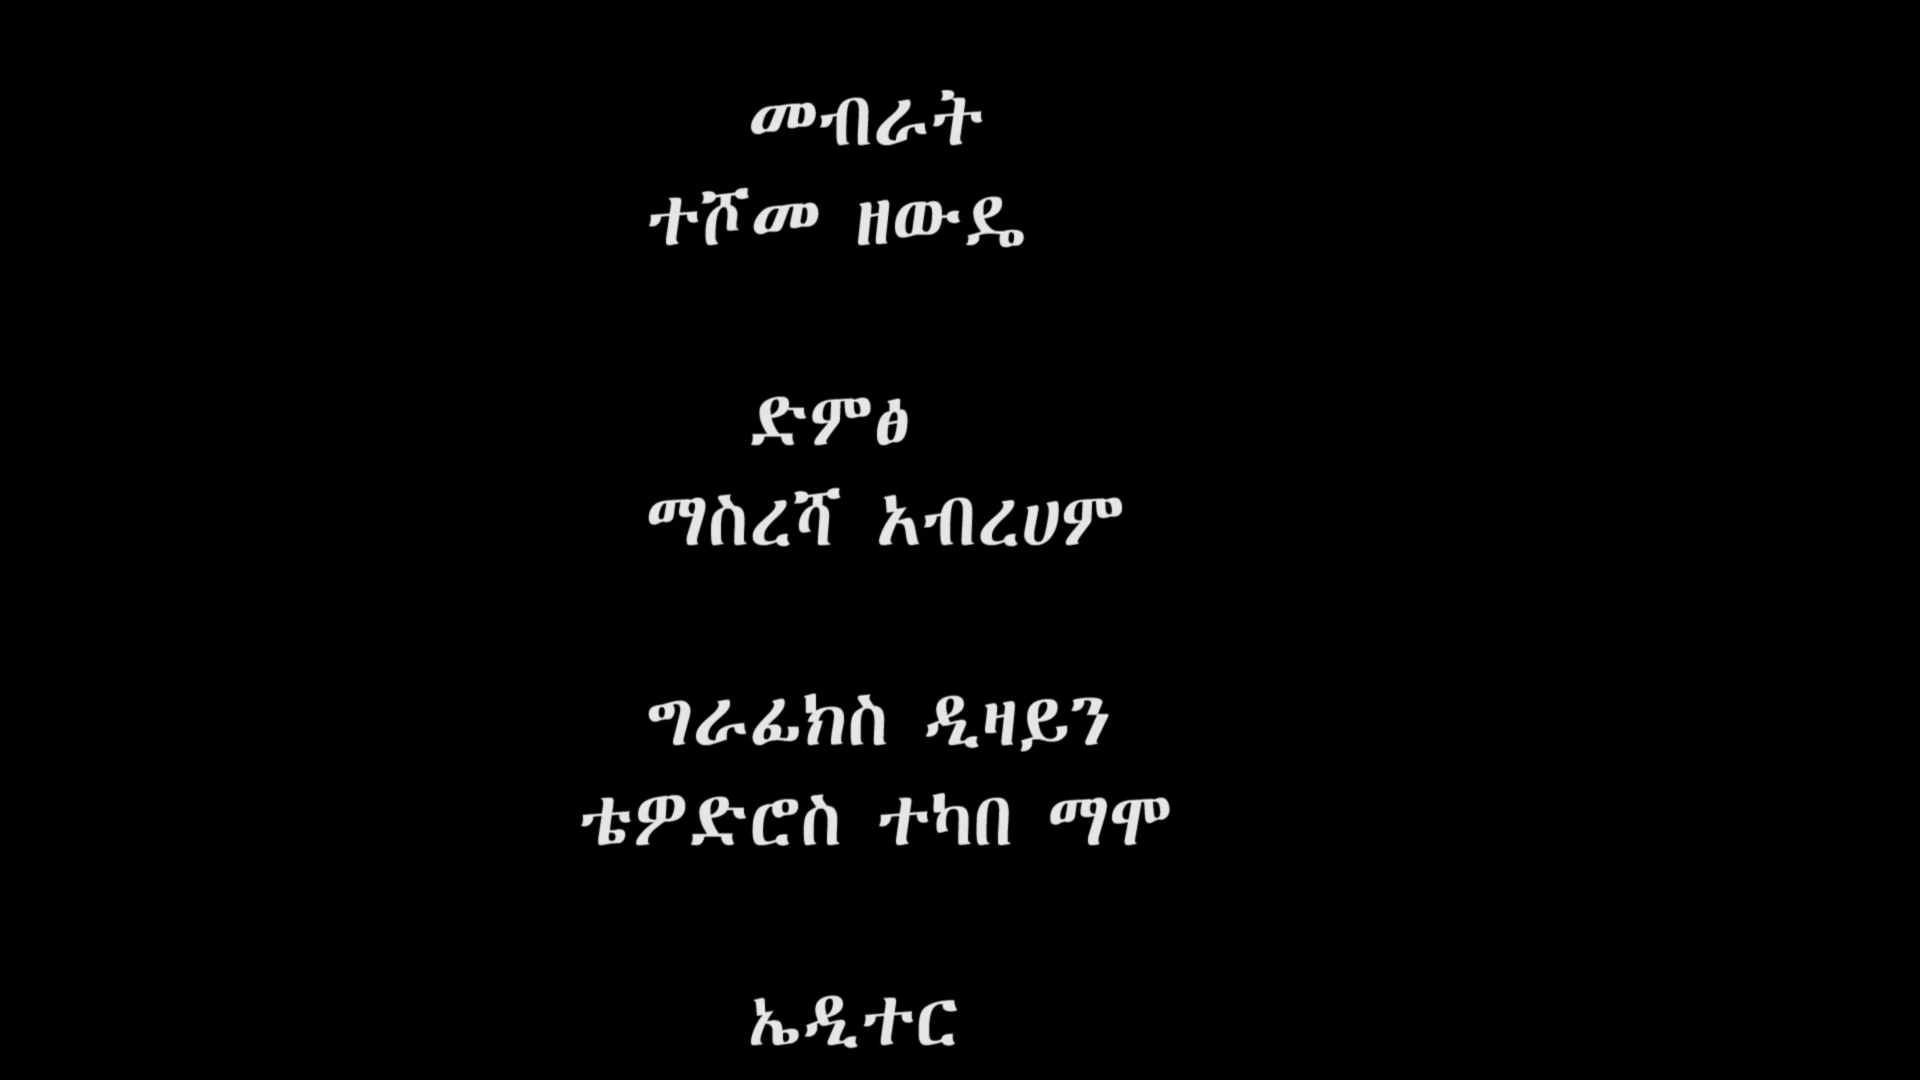 መብራት
ተሾመ ዘውዴ
ድምፅ
ማስረሻ አብረሀም
ግራፊክስ ዲዛይን
ቴዎድሮስ ተካበ ማሞ
ኤዲተር